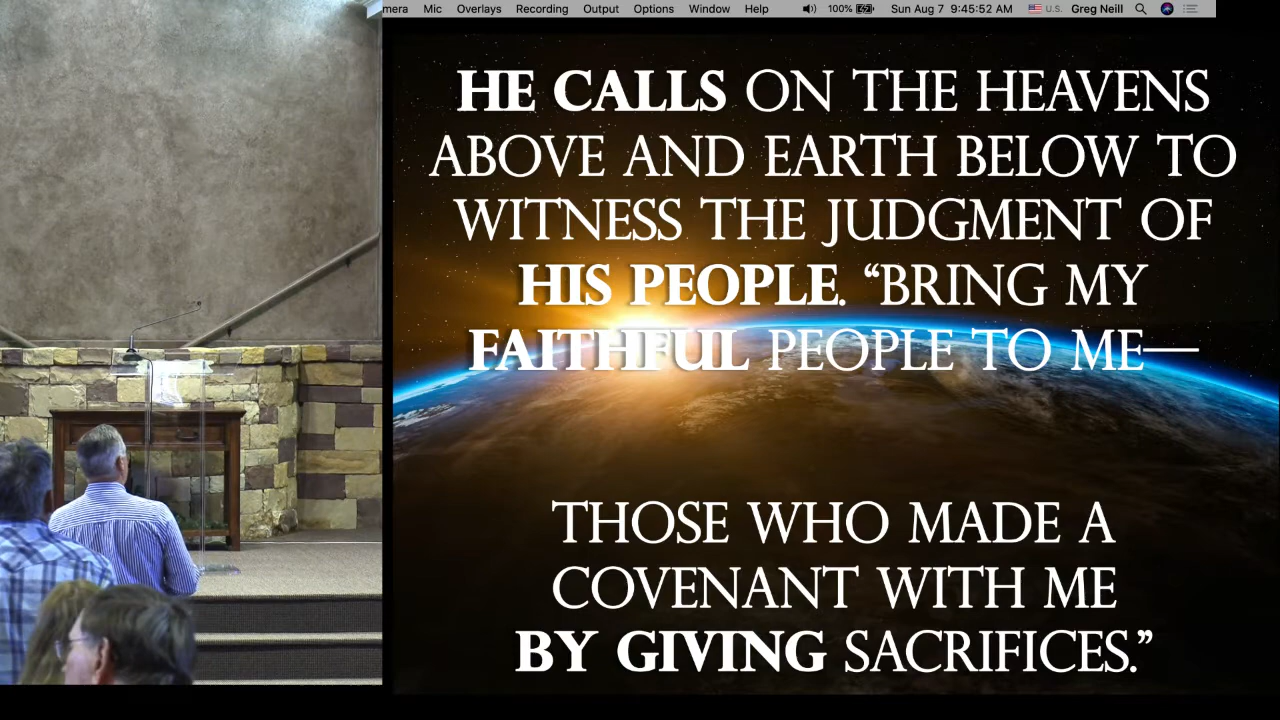 mera Mic Overlays Recording Output Options Window Help 100% Sun Aug 7 9:45:52 AM U.S. Greg Neill
HE CALLS ON THE HEAVENS
ABOVE AND EARTH BELOW TO
WITNESS THE JUDGMENT OF
HIS PEOPLE. “BRING MY
FAITHFUL PEOPLE TO ME—
THOSE WHO MADE A
COVENANT WITH ME
BY GIVING SACRIFICES.”